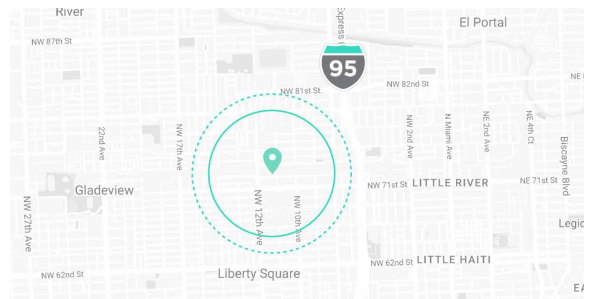 River
Express
El Portal
NW 87th St
95
NW 81st St.
NW 82nd St
NE
22nd Ave
NW 17th Ave
NW 2nd Ave
N Miami Ave
NE 2nd Ave
NE 4th Ct
Biscayne Blvd
Gladeview
NW 71st St
LITTLE RIVER
NE 71st St
NW 27th Ave
NW 12th Ave
NW 10th Ave
Legio
NW 62nd St
Liberty Square
NW 62nd St
LITTLE HAITI
EA